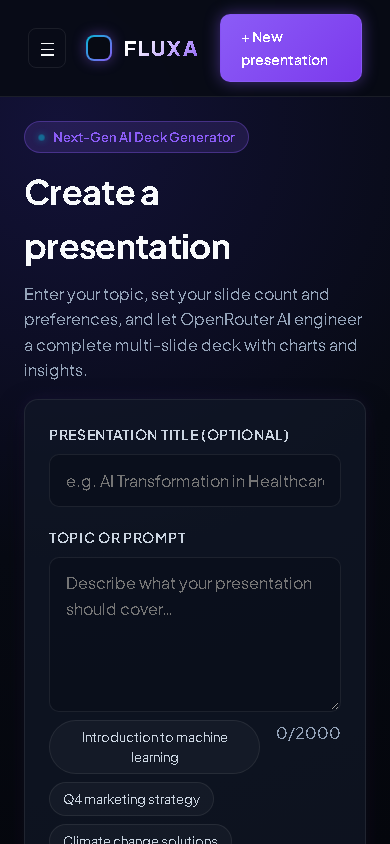 ☰
FLUXA
+ New
presentation
Next-Gen AI Deck Generator
Create a
presentation
Enter your topic, set your slide count and
preferences, and let OpenRouter AI engineer
a complete multi-slide deck with charts and
insights.
PRESENTATION TITLE (OPTIONAL)
e.g. AI Transformation in Healthcar
TOPIC OR PROMPT
Describe what your presentation
should cover...
Introduction to machine
learning
0/2000
Q4 marketing strategy
Climate change solutions